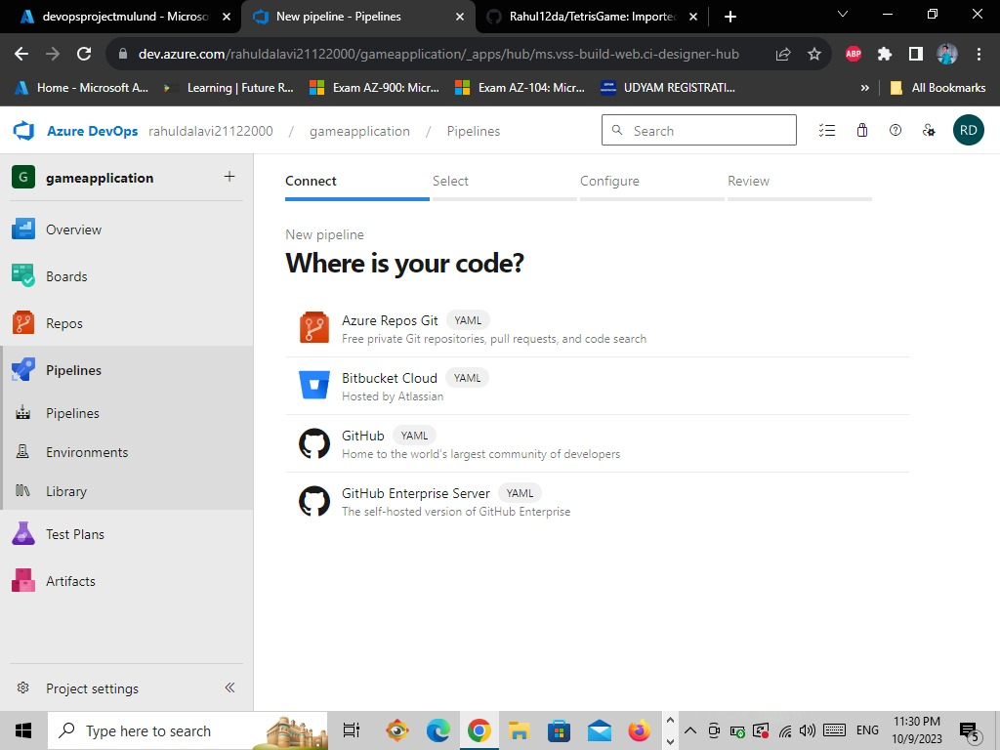 devopsprojectmulund - Microso
New pipeline - Pipelines
Rahul12da/TetrisGame: Imported
dev.azure.com/rahuldalavi21122000/gameapplication/_apps/hub/ms.vss-build-web.ci-designer-hub
ABP
Home - Microsoft A...
Learning | Future R...
Exam AZ-900: Micr...
Exam AZ-104: Micr...
UDYAM REGISTRATI...
»
All Bookmarks
Azure DevOps
rahuldalavi21122000 / gameapplication / Pipelines
Search
RD
G
gameapplication
+
Overview
Boards
Repos
Pipelines
Pipelines
Environments
Library
Test Plans
Artifacts
Project settings
Connect
Select
Configure
Review
New pipeline
Where is your code?
Azure Repos Git YAML
Free private Git repositories, pull requests, and code search
Bitbucket Cloud YAML
Hosted by Atlassian
GitHub YAML
Home to the world's largest community of developers
GitHub Enterprise Server YAML
The self-hosted version of GitHub Enterprise
Type here to search
ENG
11:30 PM
10/9/2023
5